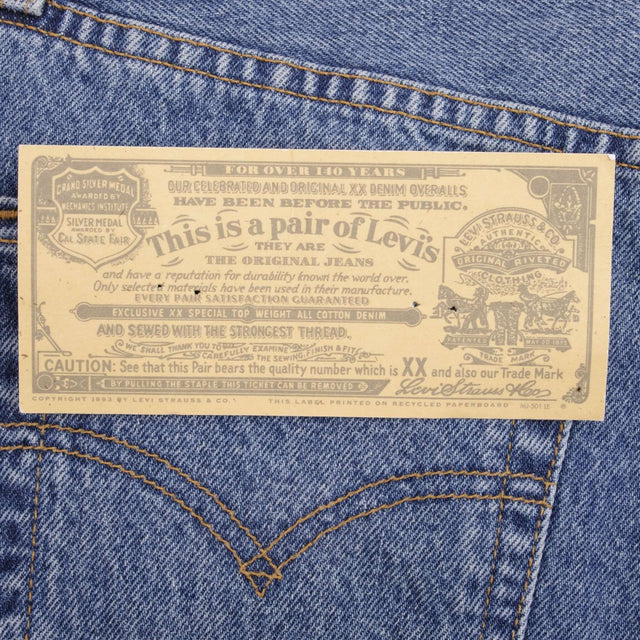 GRAND SILVER MEDAL
AWARDED BY
MECHANICS INSTITUTE
SILVER MEDAL
AWARDED BY
CAL STATE FAIR
FOR OVER 140 YEARS
OUR CELEBRATED AND ORIGINAL XX DENIM OVERALLS
HAVE BEEN BEFORE THE PUBLIC.
This is a pair of Levi's
THEY ARE
THE ORIGINAL JEANS
and have a reputation for durability known the world over.
Only selected materials have been used in their manufacture.
EVERY PAIR SATISFACTION GUARANTEED
EXCLUSIVE XX SPECIAL TOP WEIGHT ALL COTTON DENIM
AND SEWED WITH THE STRONGEST THREAD.
WE SHALL THANK YOU TO
CAREFULLY EXAMINE THE SEWING, FINISH & FIT
LEVI STRAUSS & CO.
AUTHENTIC
ORIGINAL RIVETED
CLOTHING
PATENTED MAY 20 1873
TRADE MARK
CAUTION: See that this Pair bears the quality number which is XX and also our Trade Mark
BY PULLING THE STAPLE THIS TICKET CAN BE REMOVED
Levi Strauss & Co
COPYRIGHT 1993 BY LEVI STRAUSS & CO. THIS LABEL PRINTED ON RECYCLED PAPERBOARD